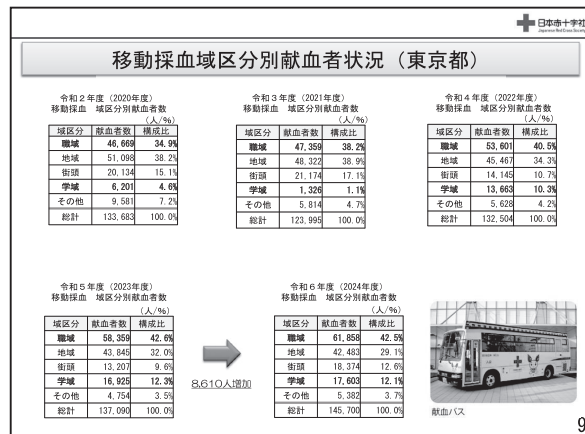 日本赤十字社
Japanese Red Cross Society
移動採血域区分別献血者状況（東京都）
令和２年度（2020年度）
移動採血　域区分別献血者数
（人/%）
域区分 献血者数 構成比
職域 46,669 34.9%
地域 51,098 38.2%
街頭 20,134 15.1%
学域 6,201 4.6%
その他 9,581 7.2%
総計 133,683 100.0%
令和３年度（2021年度）
移動採血　域区分別献血者数
（人/%）
域区分 献血者数 構成比
職域 47,359 38.2%
地域 48,322 38.9%
街頭 21,174 17.1%
学域 1,326 1.1%
その他 5,814 4.7%
総計 123,995 100.0%
令和４年度（2022年度）
移動採血　域区分別献血者数
（人/%）
域区分 献血者数 構成比
職域 53,601 40.5%
地域 45,467 34.3%
街頭 14,145 10.7%
学域 13,663 10.3%
その他 5,628 4.2%
総計 132,504 100.0%
令和５年度（2023年度）
移動採血　域区分別献血者数
（人/%）
域区分 献血者数 構成比
職域 58,359 42.6%
地域 43,845 32.0%
街頭 13,207 9.6%
学域 16,925 12.3%
その他 4,754 3.5%
総計 137,090 100.0%
8,610人増加
令和６年度（2024年度）
移動採血　域区分別献血者数
（人/%）
域区分 献血者数 構成比
職域 61,858 42.5%
地域 42,483 29.1%
街頭 18,374 12.6%
学域 17,603 12.1%
その他 5,382 3.7%
総計 145,700 100.0%
献血バス
9